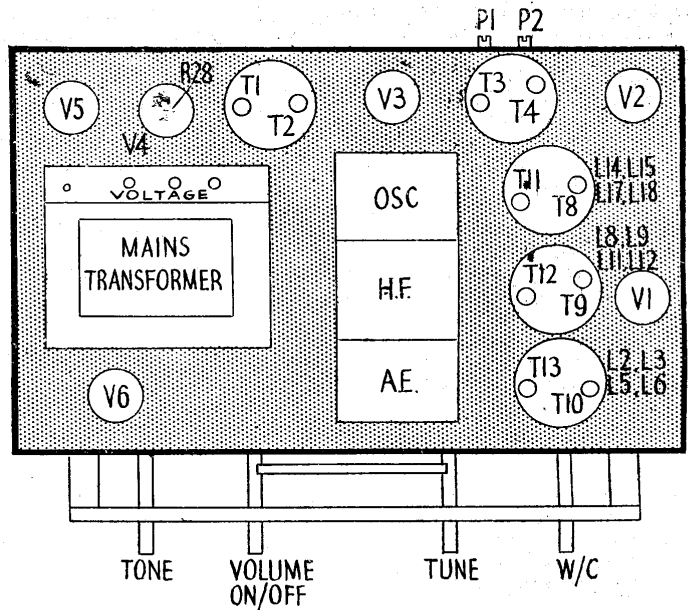 P1 P2
R28
V5
V4
T1
T2
V3
T3
T4
V2
VOLTAGE
MAINS
TRANSFORMER
OSC
H.F.
A.E.
T11
T8
L14,L15
L17,L18
L8,L9
L11,L12
T12
T9
V1
T13
T10
L2,L3
L5,L6
V6
TONE
VOLUME
ON/OFF
TUNE
W/C